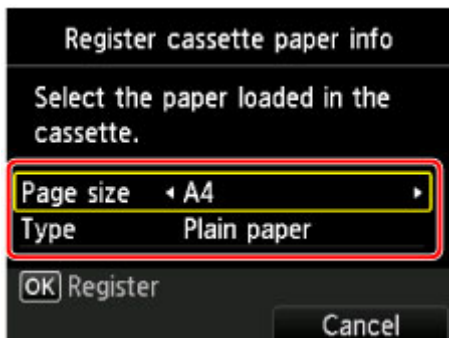 Register cassette paper info
Select the paper loaded in the
cassette.
Page size A4
Type Plain paper
OK Register
Cancel